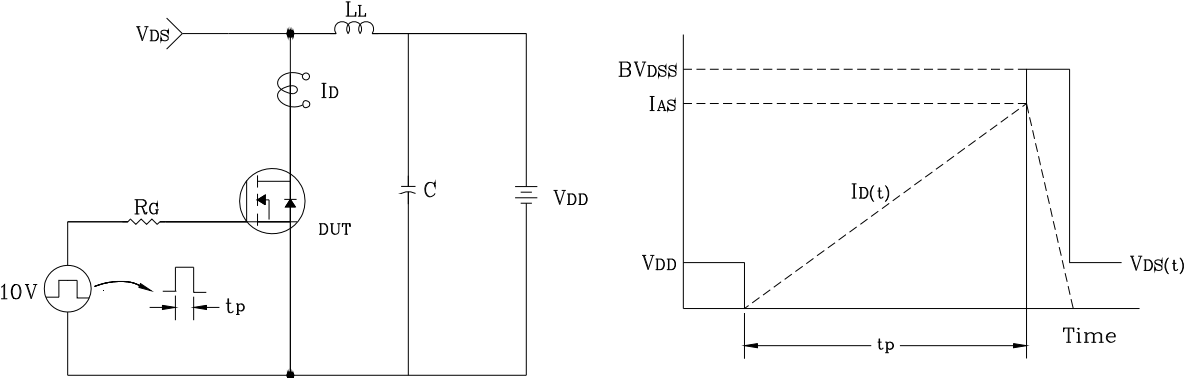 VDS
LL
ID
C
VDD
RG
DUT
10V
tp
BVDSS
IAS
ID(t)
VDD
VDS(t)
Time
tp